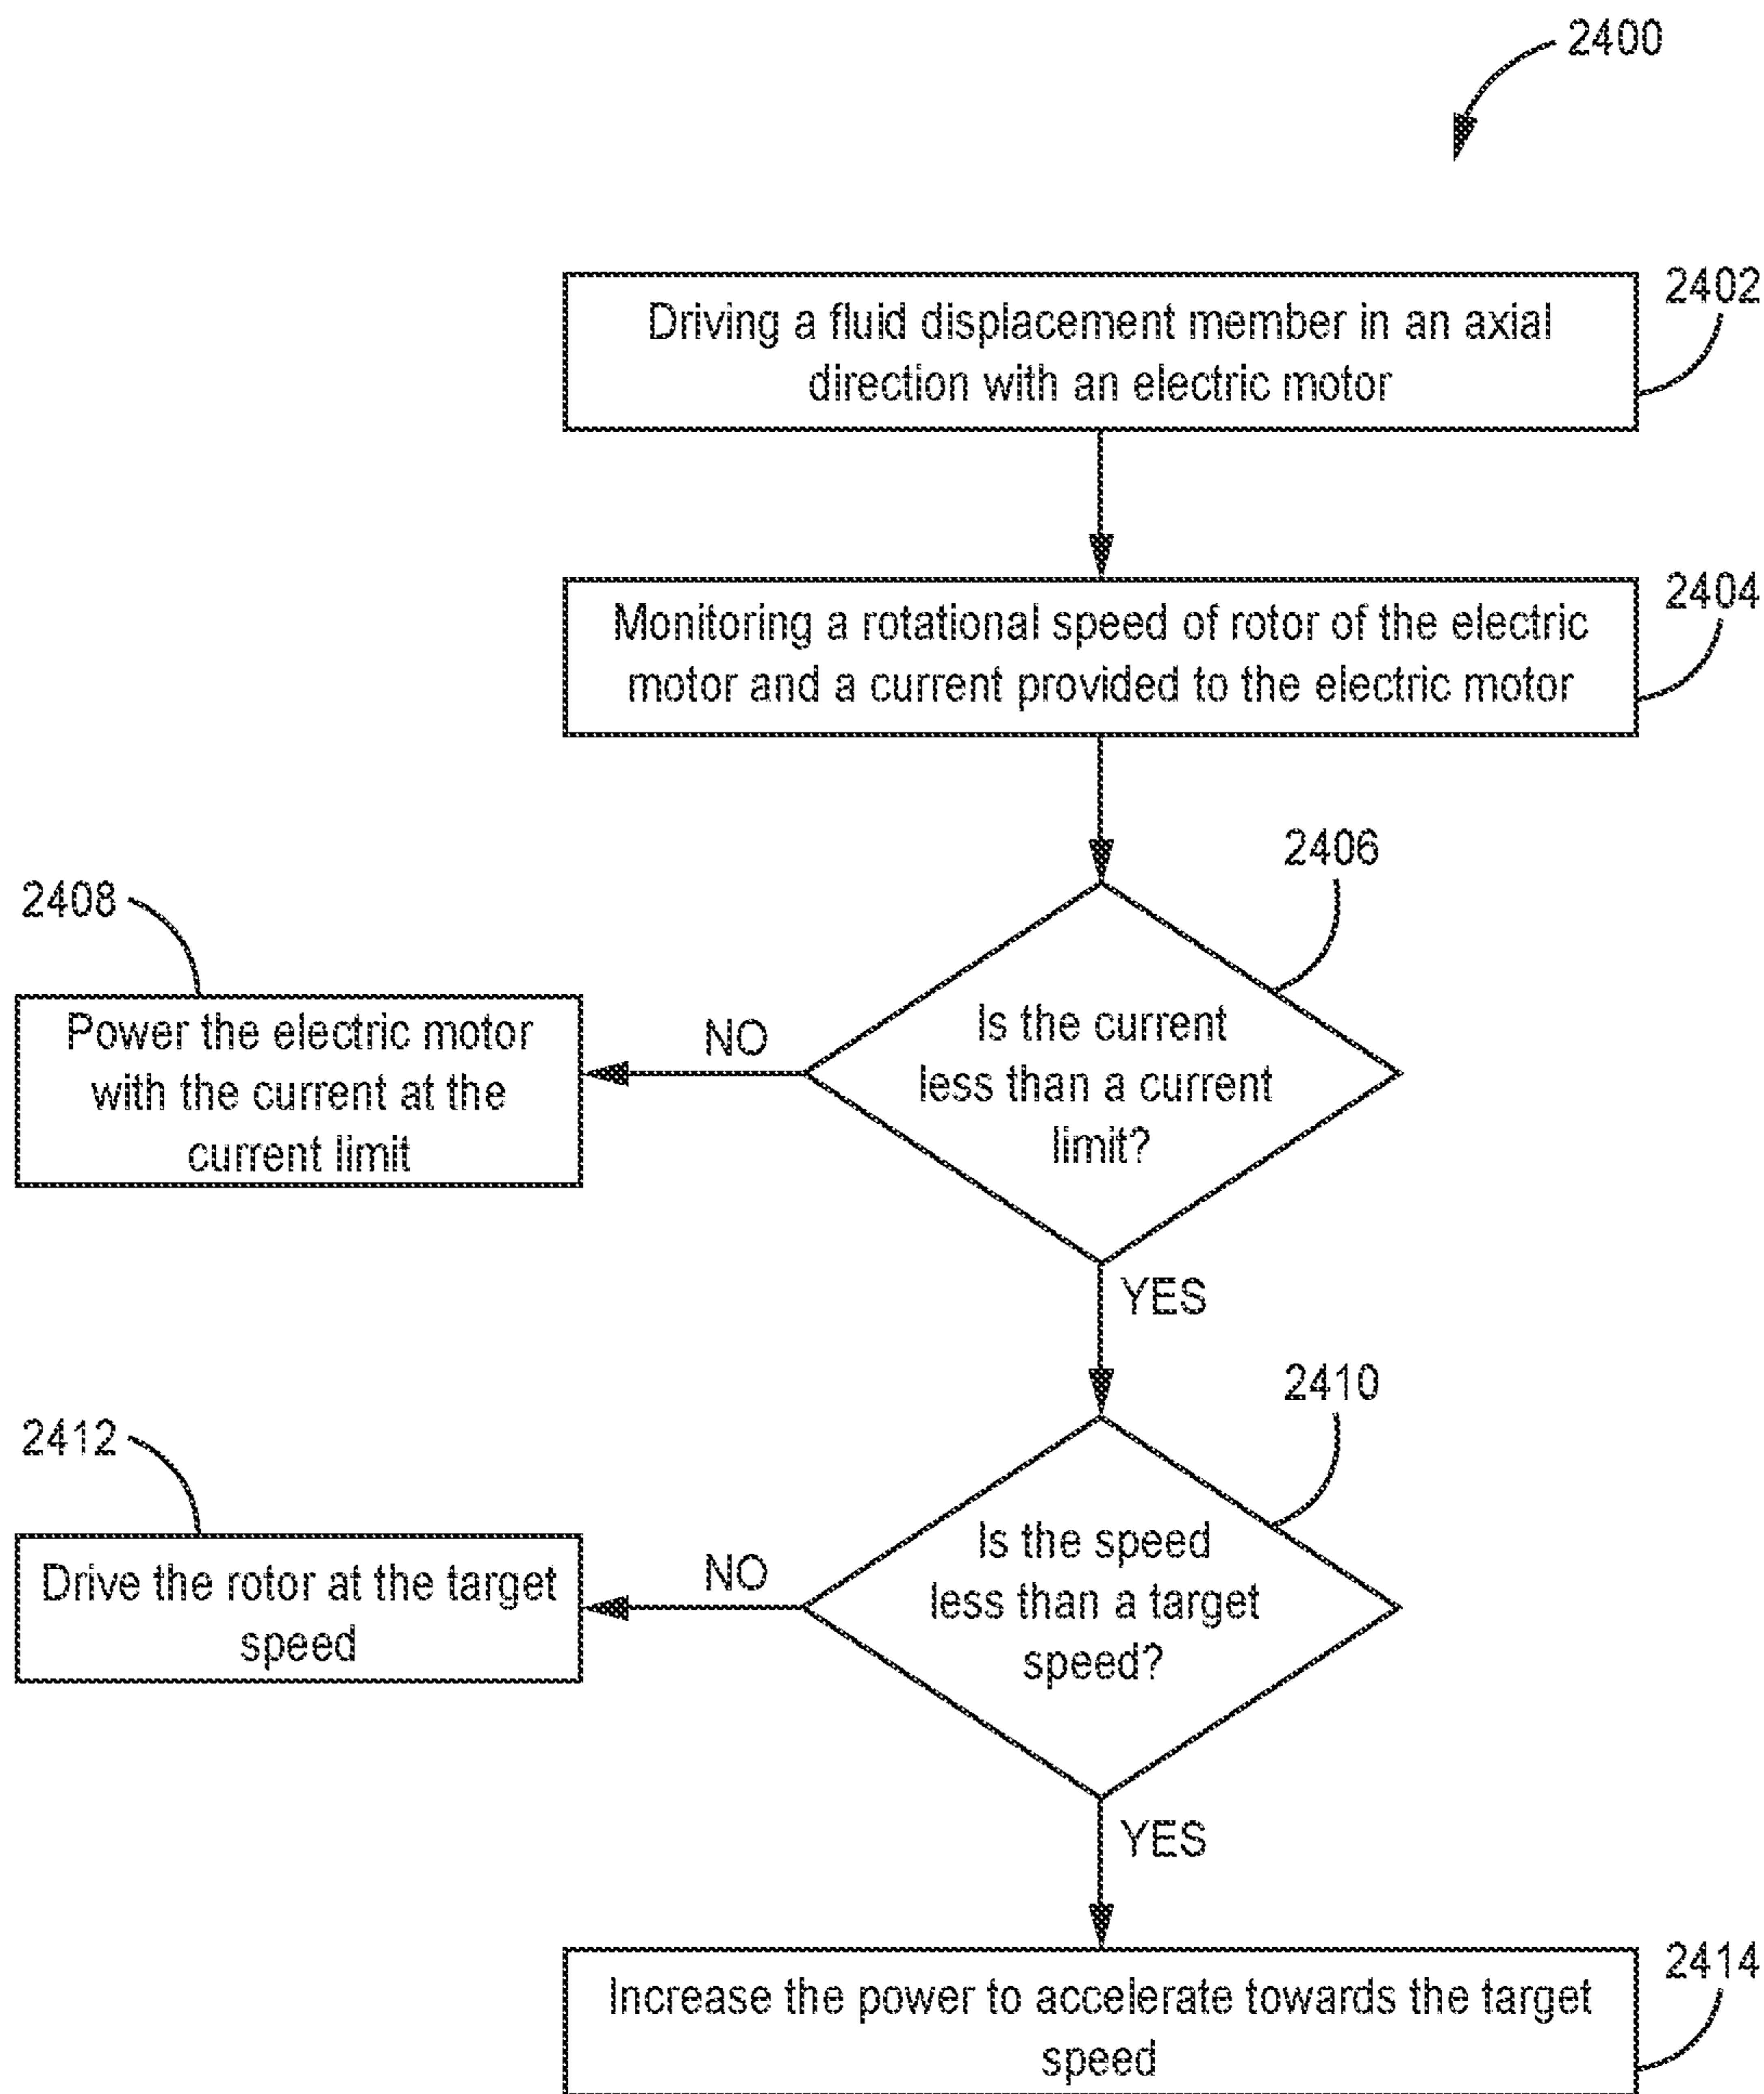 2400
2402
Driving a fluid displacement member in an axial
direction with an electric motor
2404
Monitoring a rotational speed of rotor of the electric
motor and a current provided to the electric motor
2406
2408
Is the current
less than a current
limit?
NO
Power the electric motor
with the current at the
current limit
YES
2410
2412
Is the speed
less than a target
speed?
NO
Drive the rotor at the target
speed
YES
2414
Increase the power to accelerate towards the target
speed